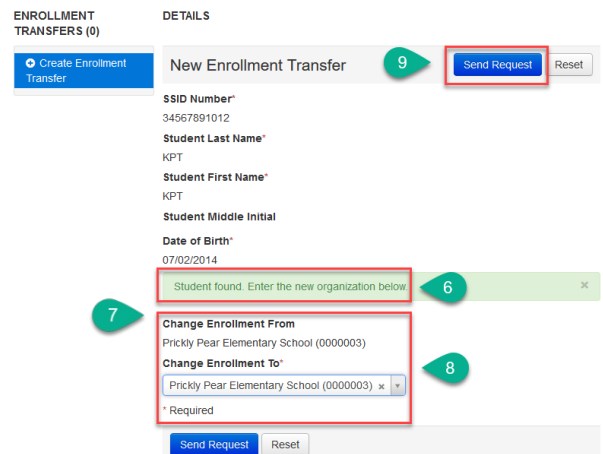 ENROLLMENT
TRANSFERS (0)
Create Enrollment
Transfer
DETAILS
New Enrollment Transfer
9
Send Request
Reset
SSID Number*
34567891012
Student Last Name*
KPT
Student First Name*
KPT
Student Middle Initial
Date of Birth*
07/02/2014
Student found. Enter the new organization below.
×
6
7
Change Enrollment From
Prickly Pear Elementary School (0000003)
Change Enrollment To*
Prickly Pear Elementary School (0000003) ×
8
* Required
Send Request
Reset